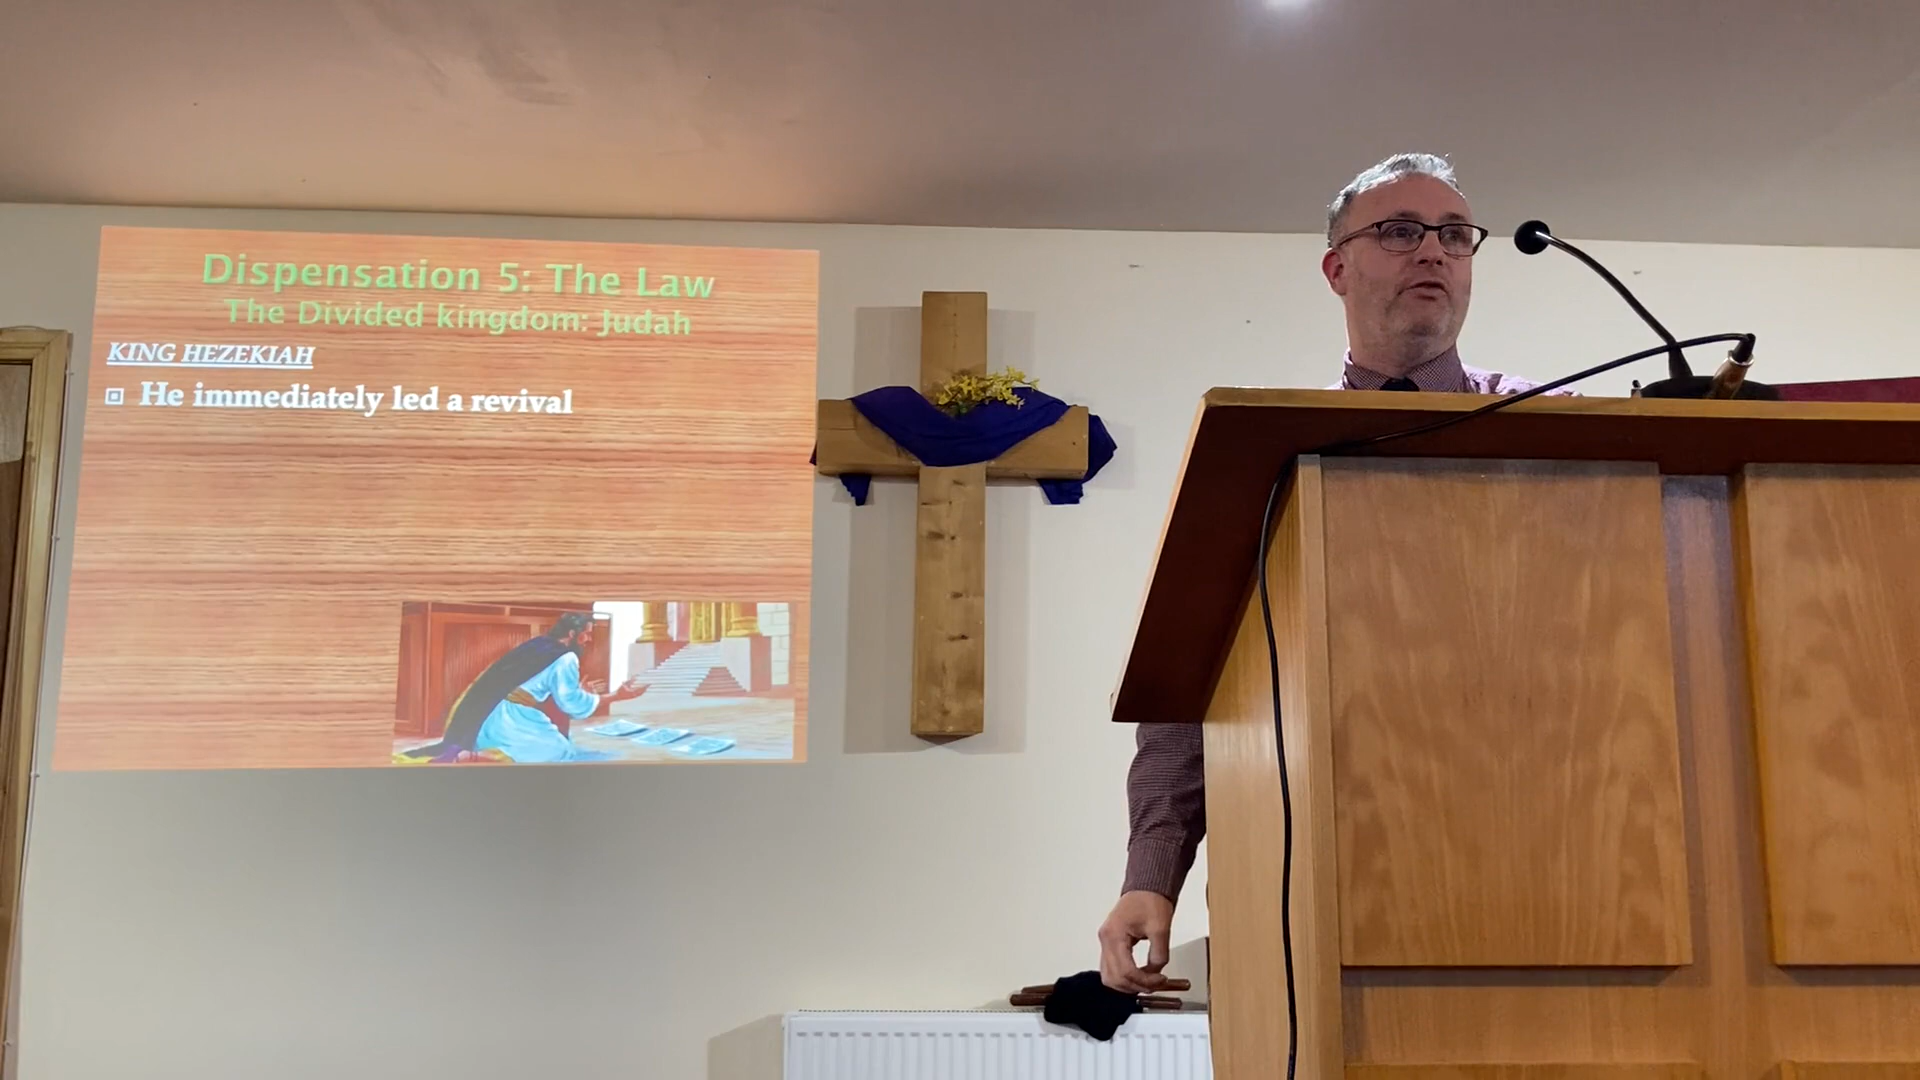 Dispensation 5: The Law
The Divided kingdom: Judah
KING HEZEKIAH
He immediately led a revival